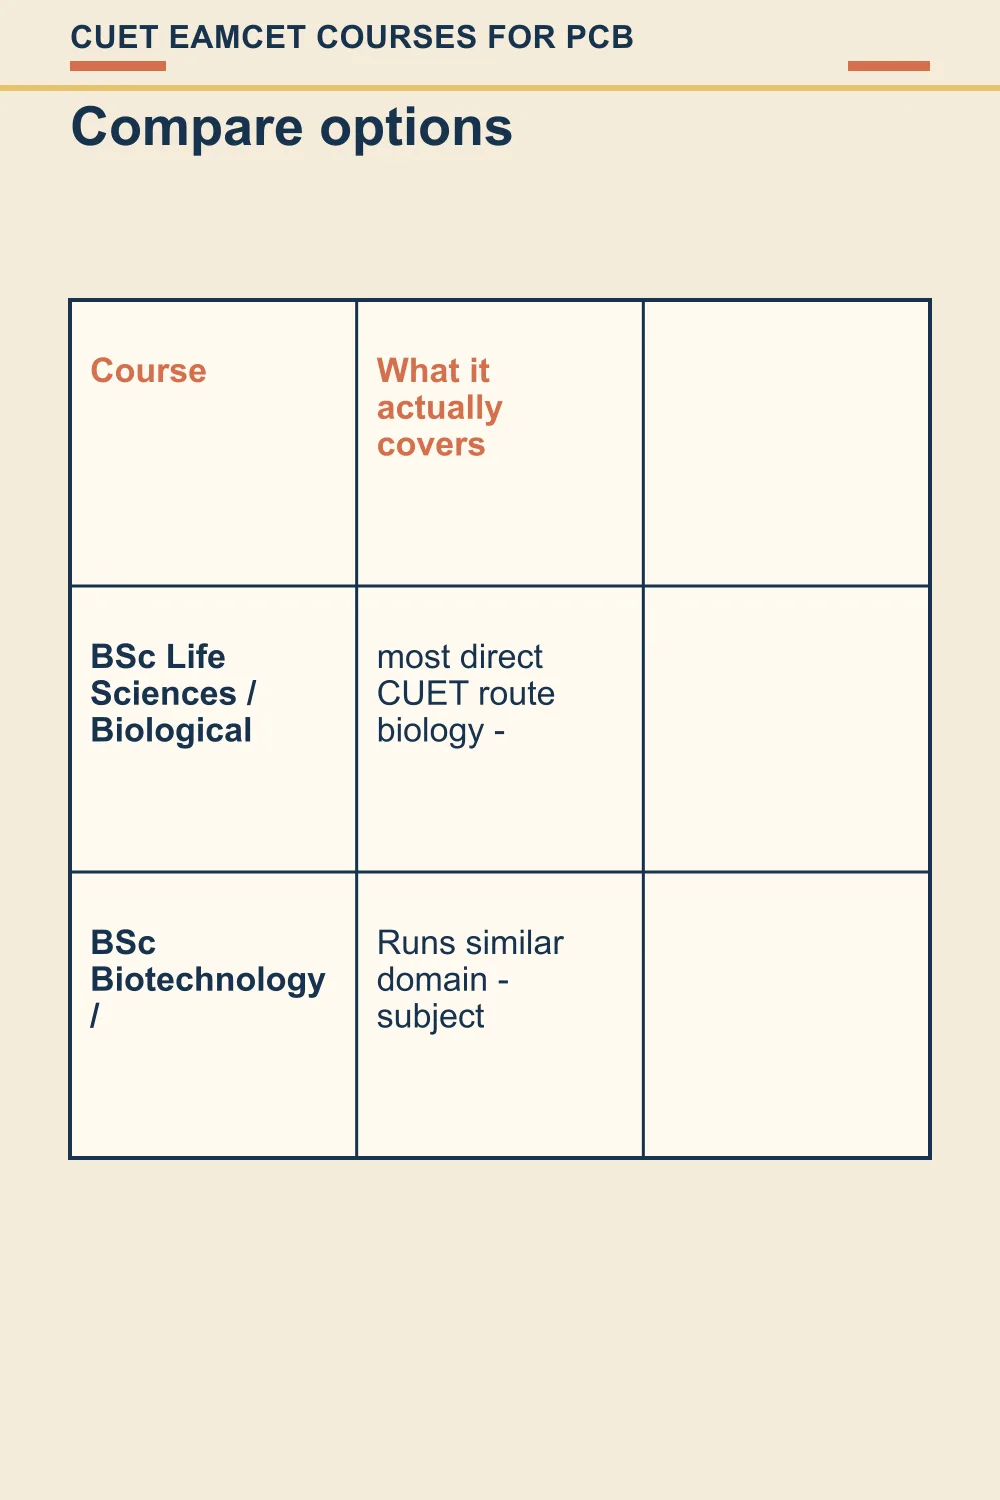 CUET EAMCET COURSES FOR PCB
Compare options
Course
What it
actually
covers
BSc Life
Sciences /
Biological
most direct
CUET route
biology -
BSc
Biotechnology
/
Runs similar
domain -
subject